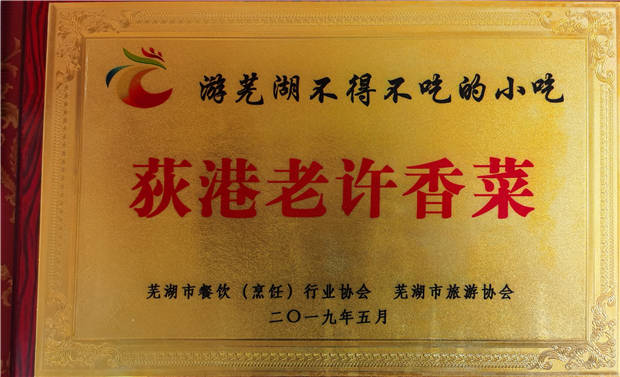 游芜湖不得不吃的小吃
荻港老许香菜
芜湖市餐饮（烹饪）行业协会 芜湖市旅游协会
二〇一九年五月